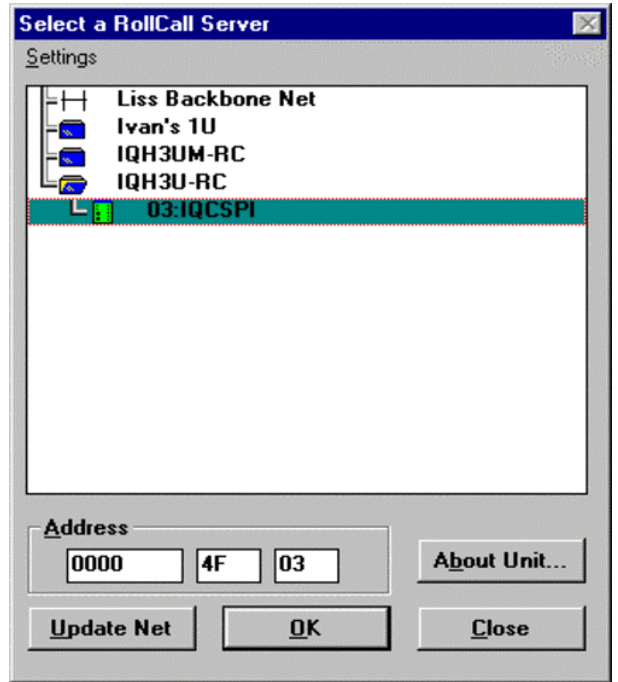 Select a RollCall Server
Settings
Liss Backbone Net
Ivan's 1U
IQH3UM-RC
IQH3U-RC
03:IQCSPI
Address
0000 4F 03
About Unit...
Update Net OK Close